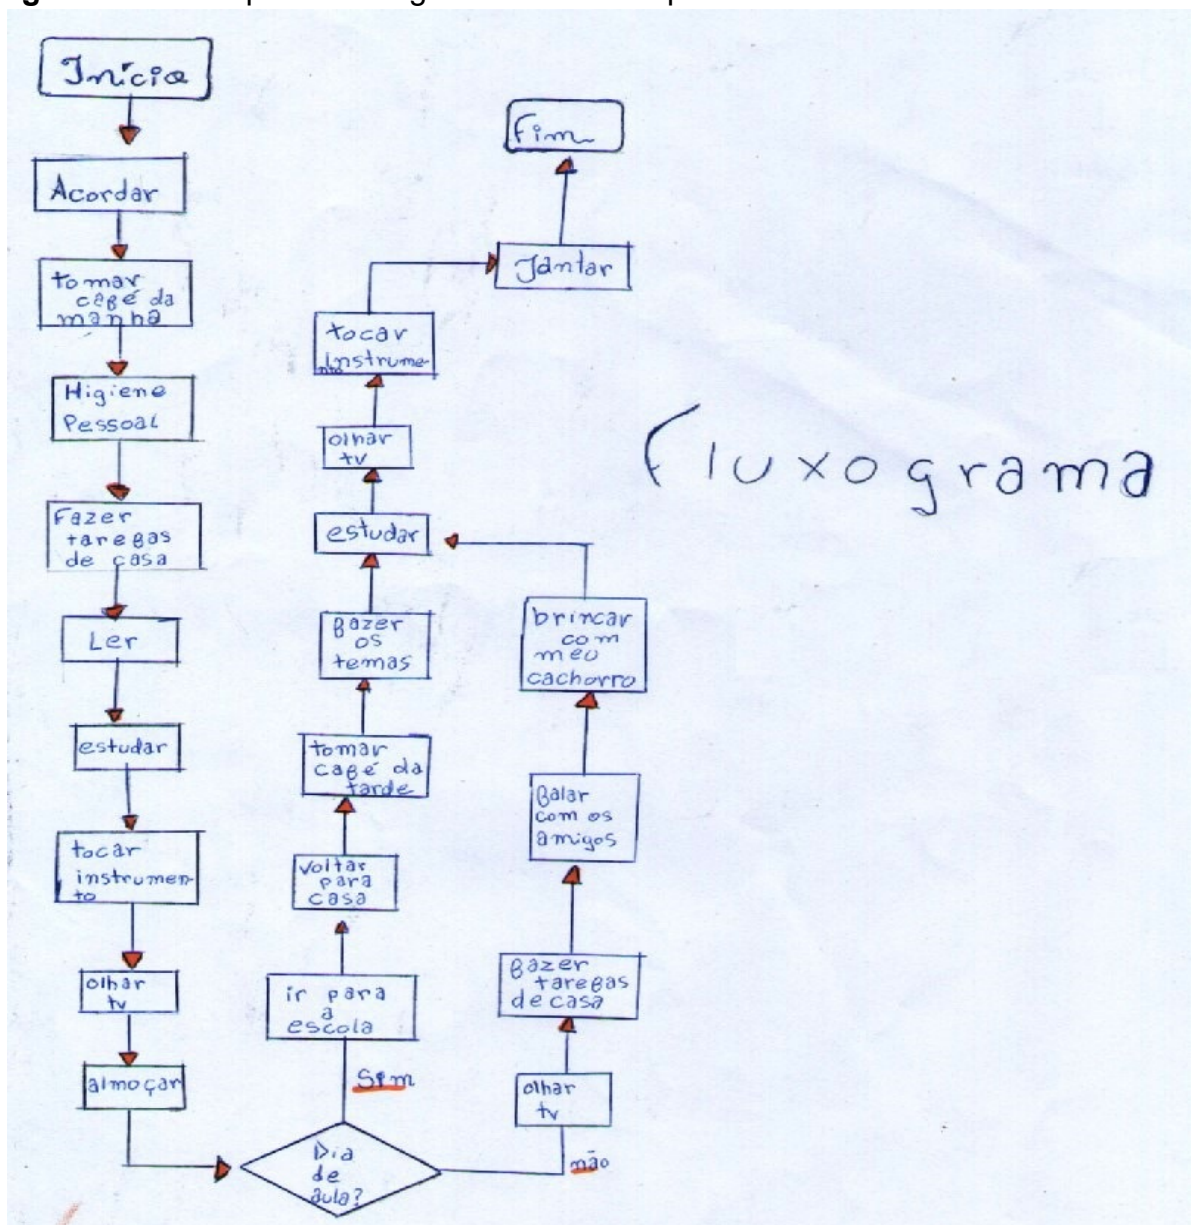 Início
Acordar
tomar
café da
manhã
Higiene
Pessoal
Fazer
tarefas
de casa
Ler
estudar
tocar
instrumen-
to
olhar
tv
almoçar
Dia
de
aula?
Sim
ir para
a
escola
voltar
para
casa
tomar
café da
tarde
fazer
os
temas
estudar
olhar
tv
tocar
instrume-
nto
Jantar
Fim
não
olhar
tv
fazer
tarefas
de casa
falar
com os
amigos
brincar
com
meu
cachorro
Fluxograma